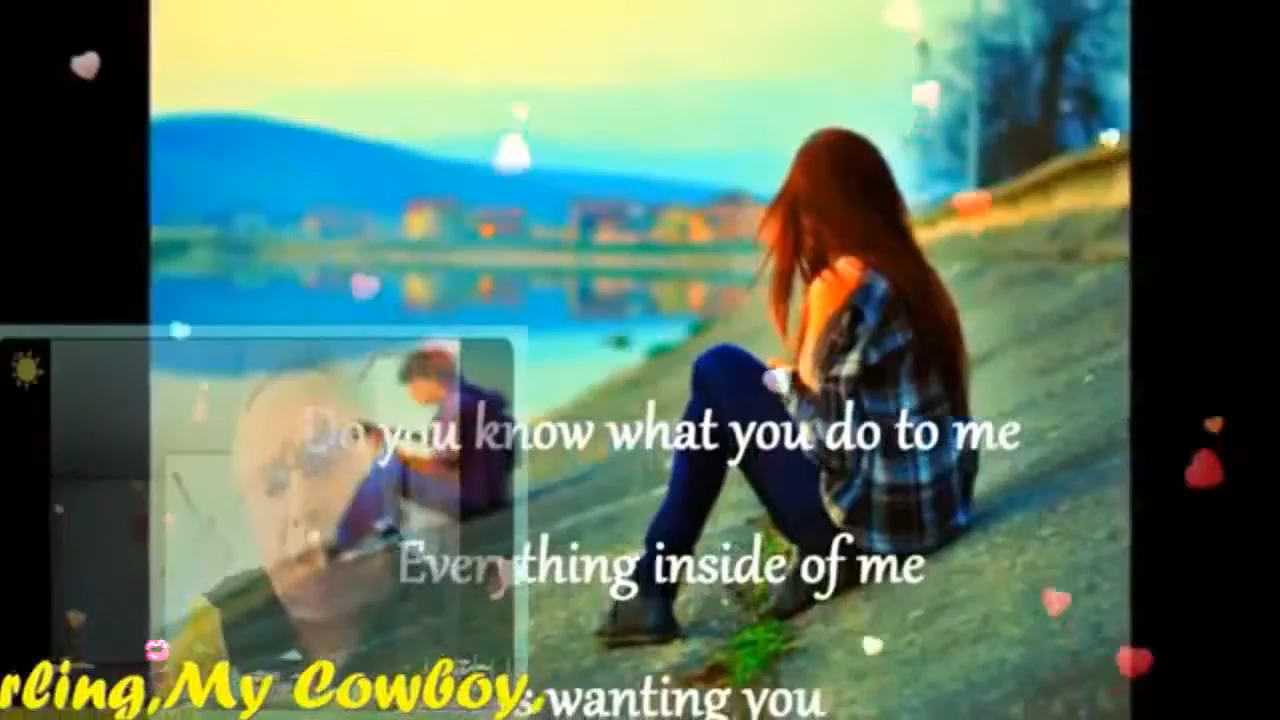 Do you know what you do to me
Everything inside of me
s wanting you
rling,My Cowboy,,